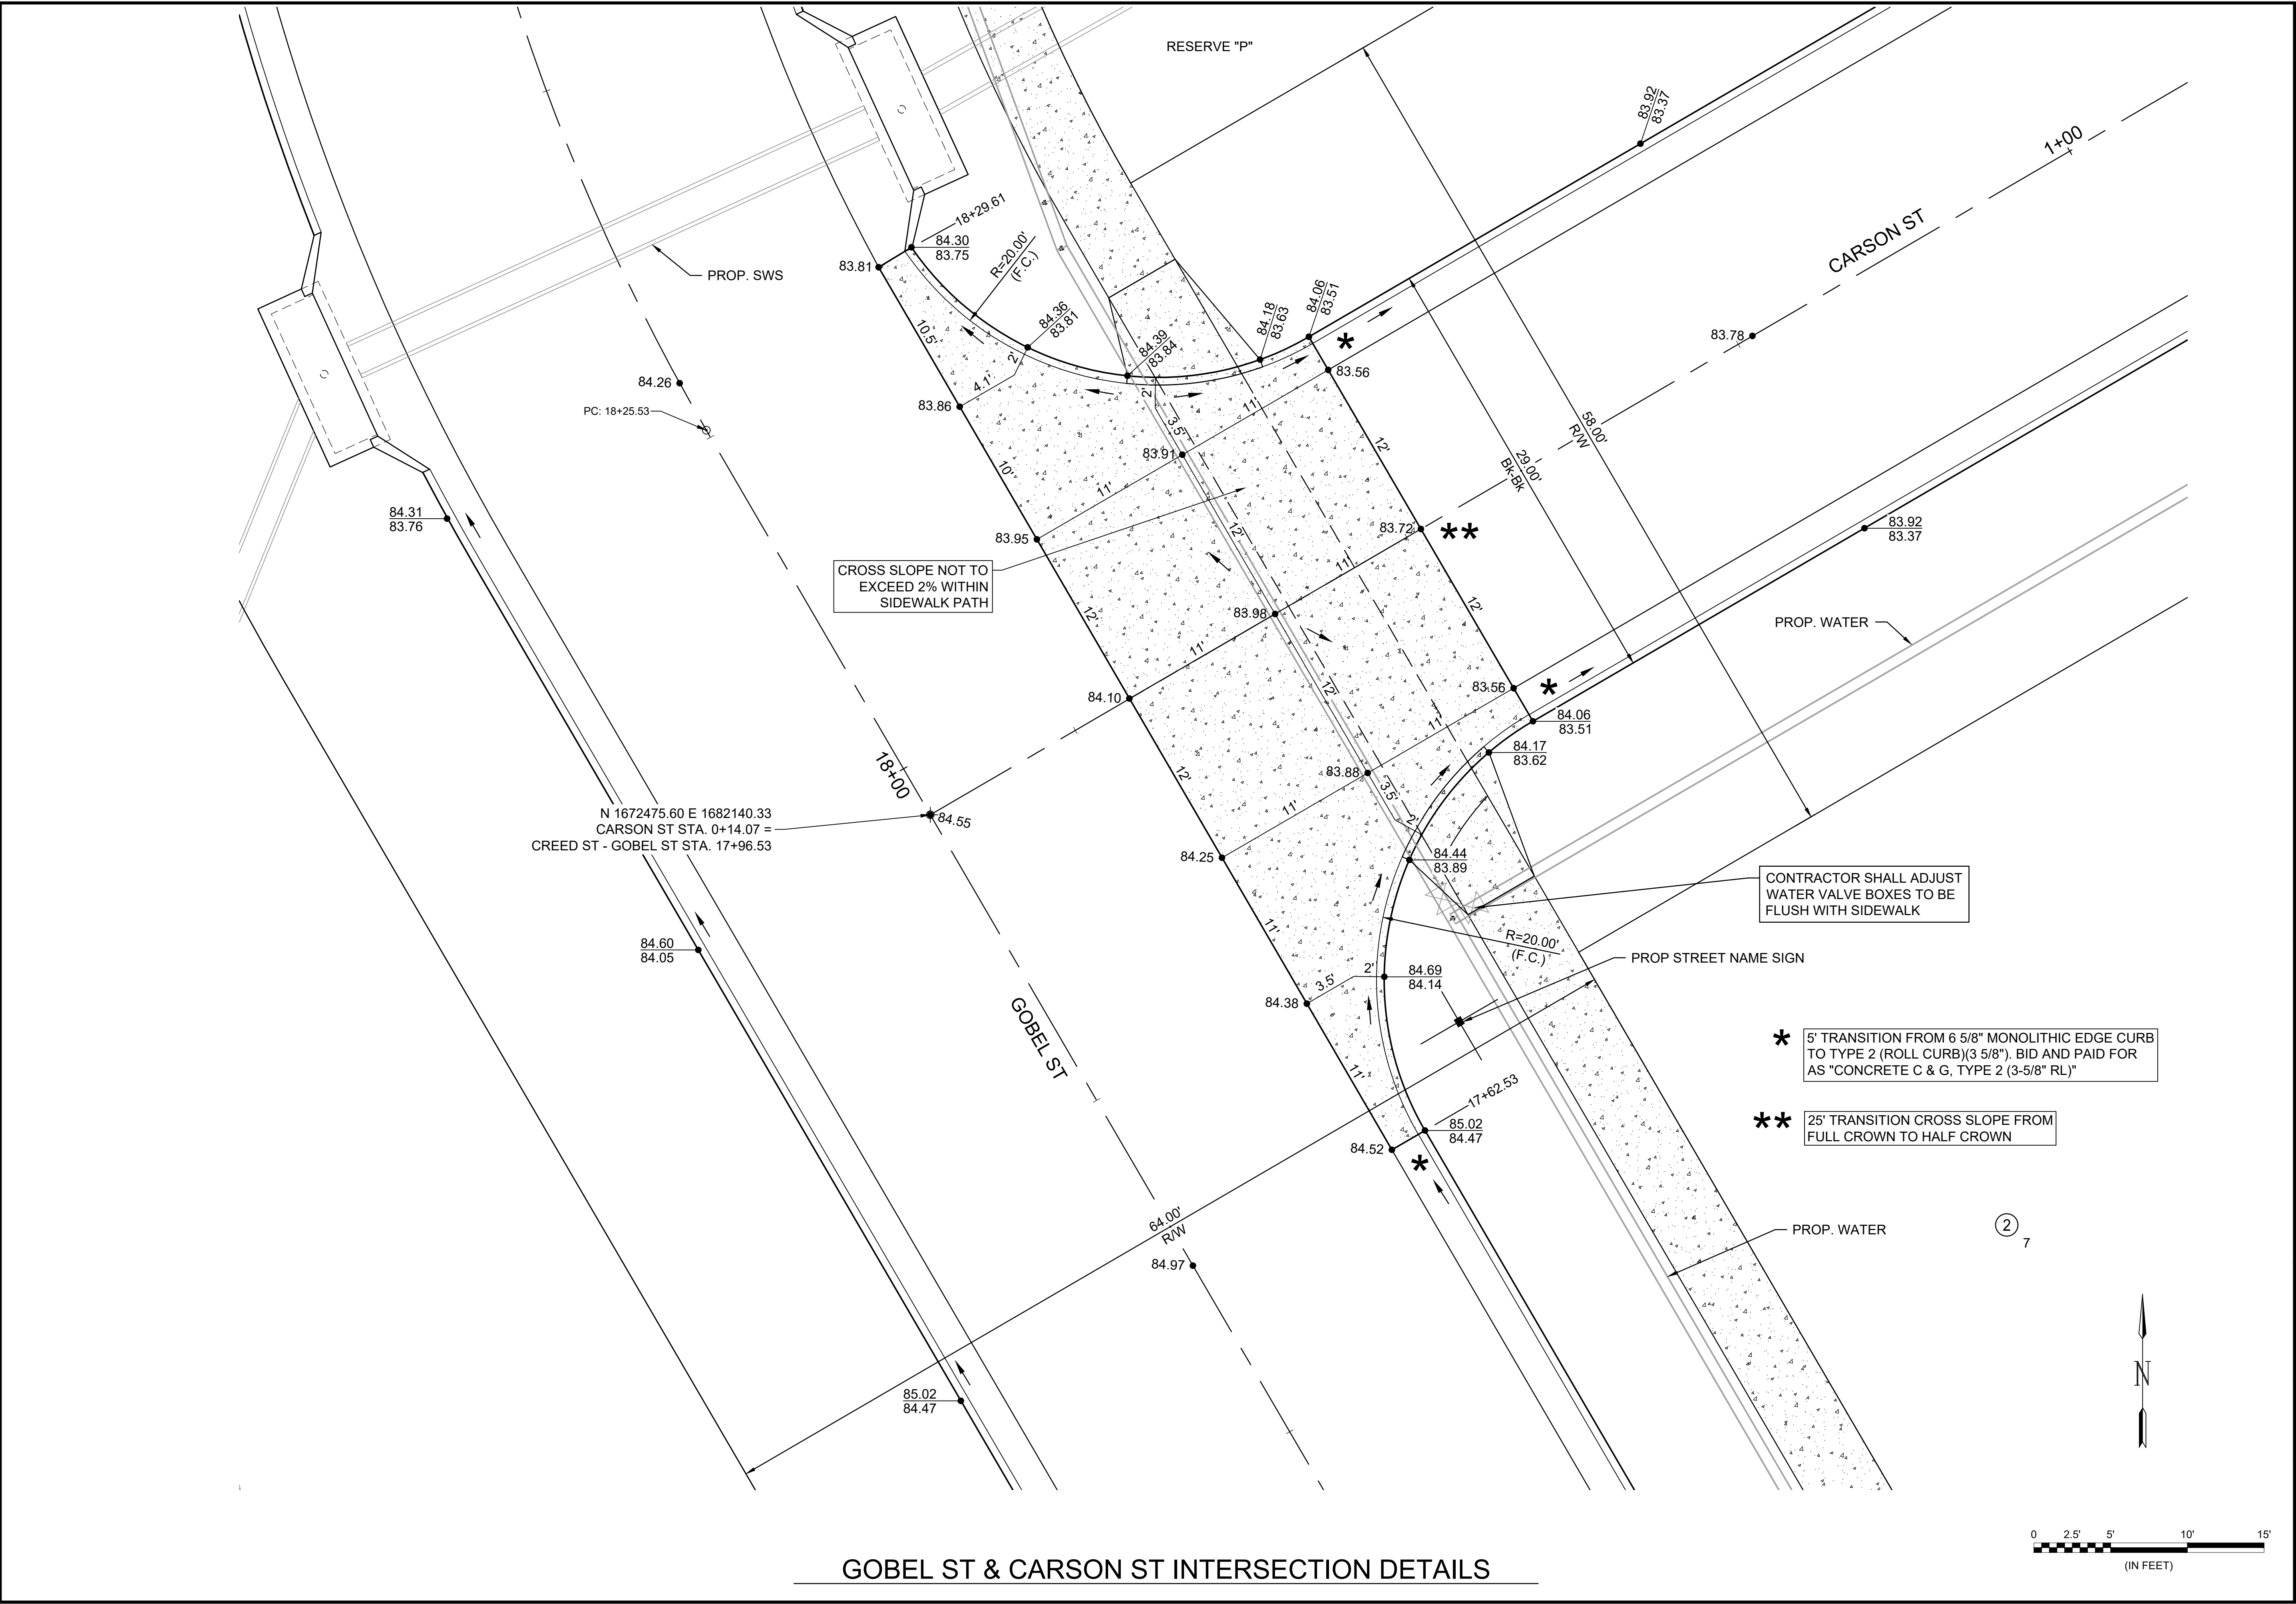 RESERVE "P"
83.92
83.37
1+00
CARSON ST
18+29.61
84.30
83.75
R=20.00'
(F.C.)
83.81
PROP. SWS
84.36
83.81
84.39
83.84
84.18
83.63
84.06
83.51
*
83.78
83.56
10.5'
2'
4.1'
84.26
83.86
PC: 18+25.53
2'
3.5'
11'
12'
58.00'
R/W
29.00'
Bk-Bk
83.91
10'
11'
84.31
83.76
83.95
12'
83.72
**
83.92
83.37
CROSS SLOPE NOT TO
EXCEED 2% WITHIN
SIDEWALK PATH
11'
12'
12'
83.98
PROP. WATER
11'
12'
84.10
83.56
*
84.06
83.51
11'
84.17
83.62
18+00
12'
83.88
3.5'
N 1672475.60 E 1682140.33
CARSON ST STA. 0+14.07 =
CREED ST - GOBEL ST STA. 17+96.53
84.55
11'
2'
84.25
84.44
83.89
CONTRACTOR SHALL ADJUST
WATER VALVE BOXES TO BE
FLUSH WITH SIDEWALK
84.60
84.05
11'
R=20.00'
(F.C.)
PROP STREET NAME SIGN
2'
84.69
84.14
3.5'
84.38
GOBEL ST
11'
* 5' TRANSITION FROM 6 5/8" MONOLITHIC EDGE CURB
TO TYPE 2 (ROLL CURB)(3 5/8"). BID AND PAID FOR
AS "CONCRETE C & G, TYPE 2 (3-5/8" RL)"
17+62.53
85.02
84.47
84.52
*
** 25' TRANSITION CROSS SLOPE FROM
FULL CROWN TO HALF CROWN
64.00'
R/W
84.97
PROP. WATER
2
7
N
85.02
84.47
0 2.5' 5' 10' 15'
(IN FEET)
GOBEL ST & CARSON ST INTERSECTION DETAILS